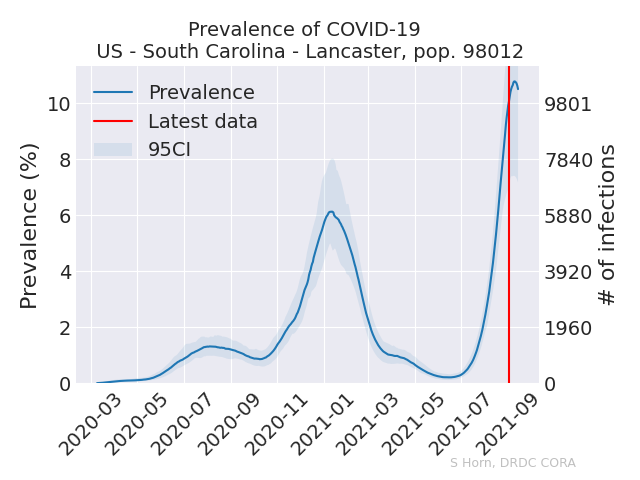 Prevalence of COVID-19
US - South Carolina - Lancaster, pop. 98012
Prevalence
Latest data
95CI
Prevalence (%)
10
8
6
4
2
0
9801
7840
5880
3920
1960
0
# of infections
2020-03
2020-05
2020-07
2020-09
2020-11
2021-01
2021-03
2021-05
2021-07
2021-09
S Horn, DRDC CORA